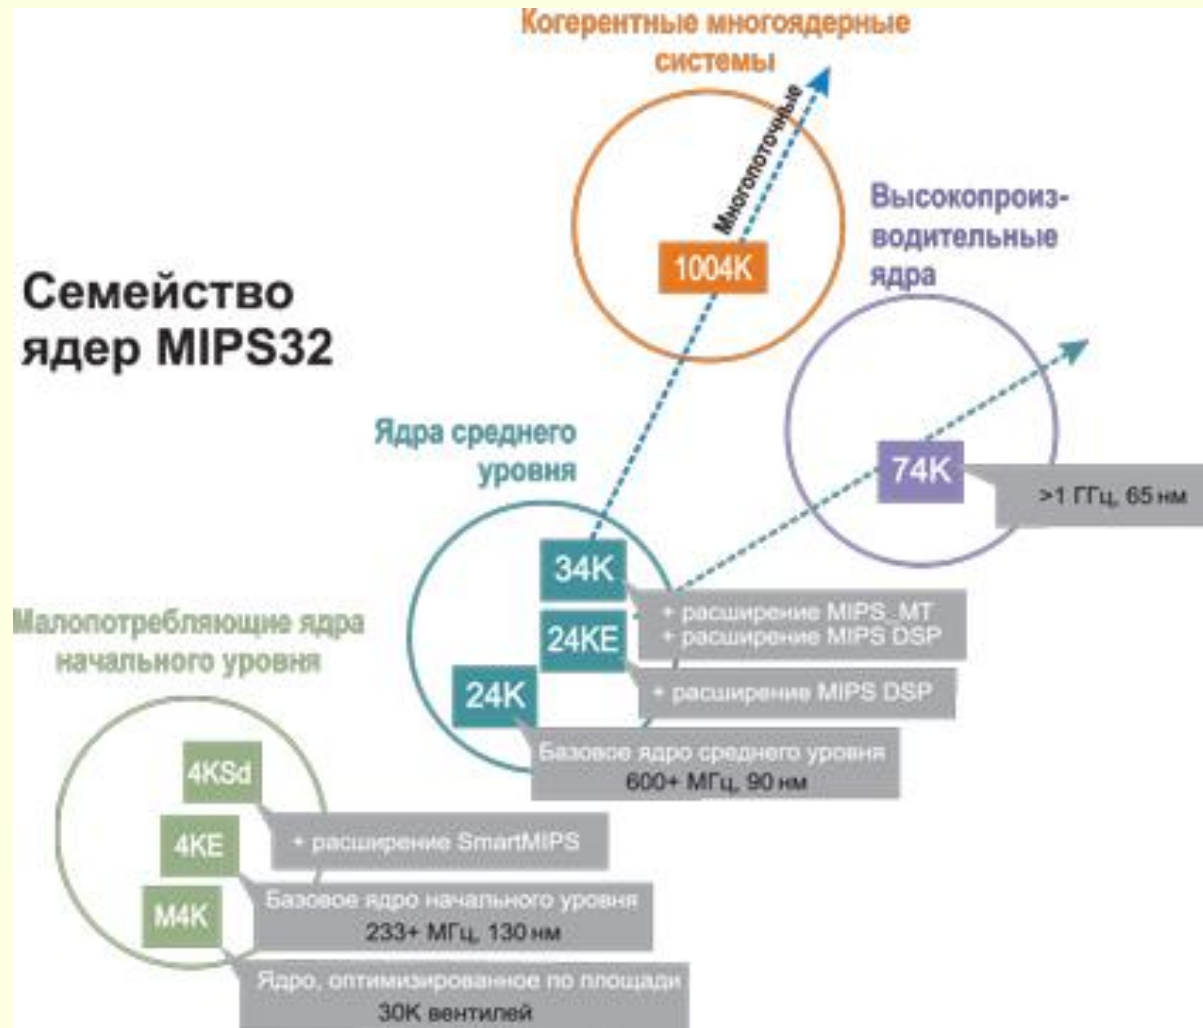 Когерентные многоядерные
системы
Многопоточные
1004K
Высокопроиз-
водительные
ядра
Семейство
ядер MIPS32
74K
>1 ГГц, 65 нм
Ядра среднего
уровня
34K
+ расширение MIPS_MT
+ расширение MIPS DSP
24KE
+ расширение MIPS DSP
24K
Базовое ядро среднего уровня
600+ МГц, 90 нм
Малопотребляющие ядра
начального уровня
4KSd
+ расширение SmartMIPS
4KE
Базовое ядро начального уровня
233+ МГц, 130 нм
M4K
Ядро, оптимизированное по площади
30K вентилей